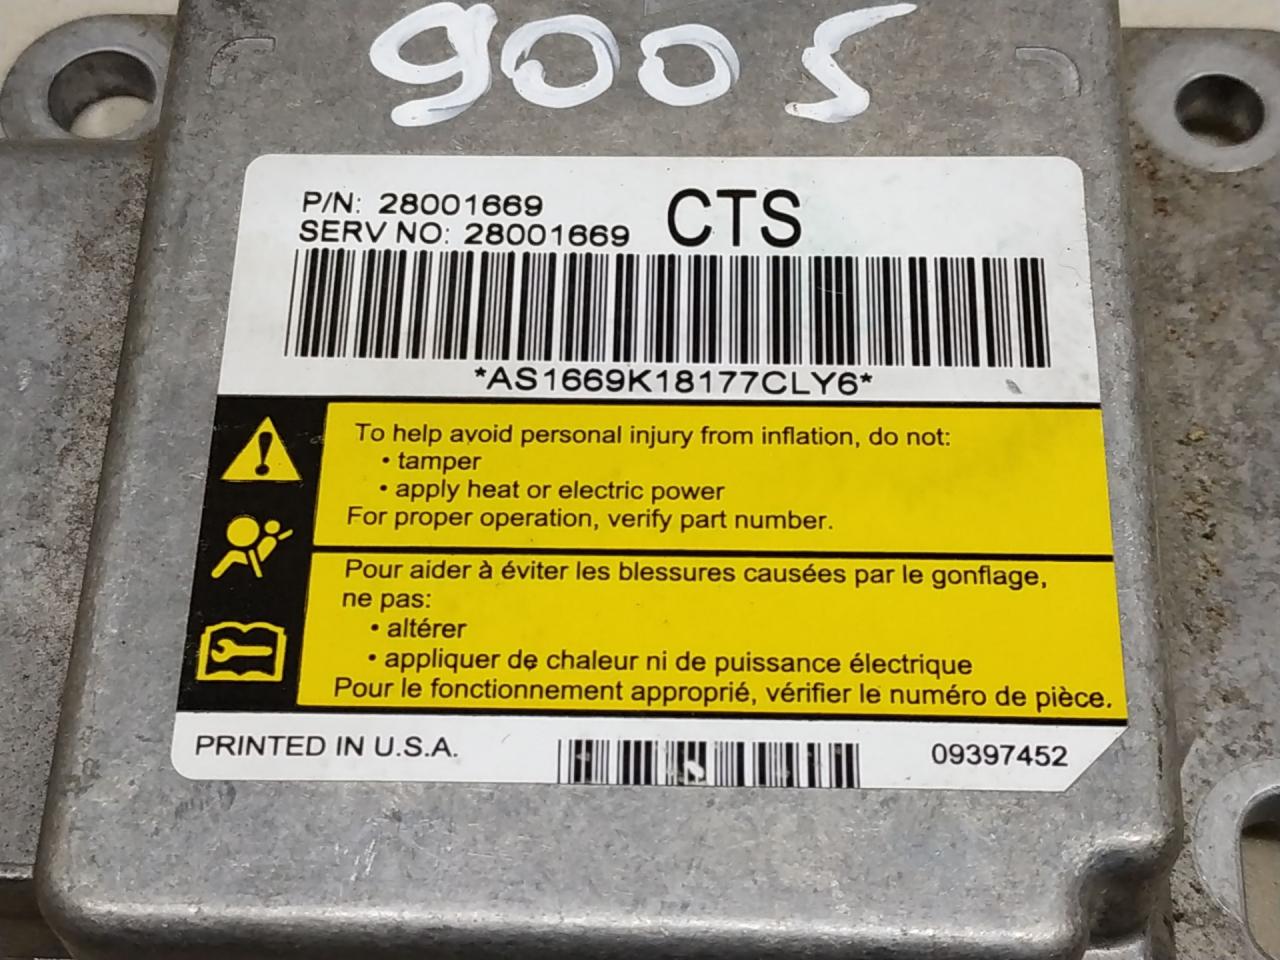 9005
P/N: 28001669 CTS
SERV NO: 28001669
*AS1669K18177CLY6*
To help avoid personal injury from inflation, do not:
• tamper
• apply heat or electric power
For proper operation, verify part number.
Pour aider à éviter les blessures causées par le gonflage,
ne pas:
• altérer
• appliquer de chaleur ni de puissance électrique
Pour le fonctionnement approprié, vérifier le numéro de pièce.
PRINTED IN U.S.A. 09397452